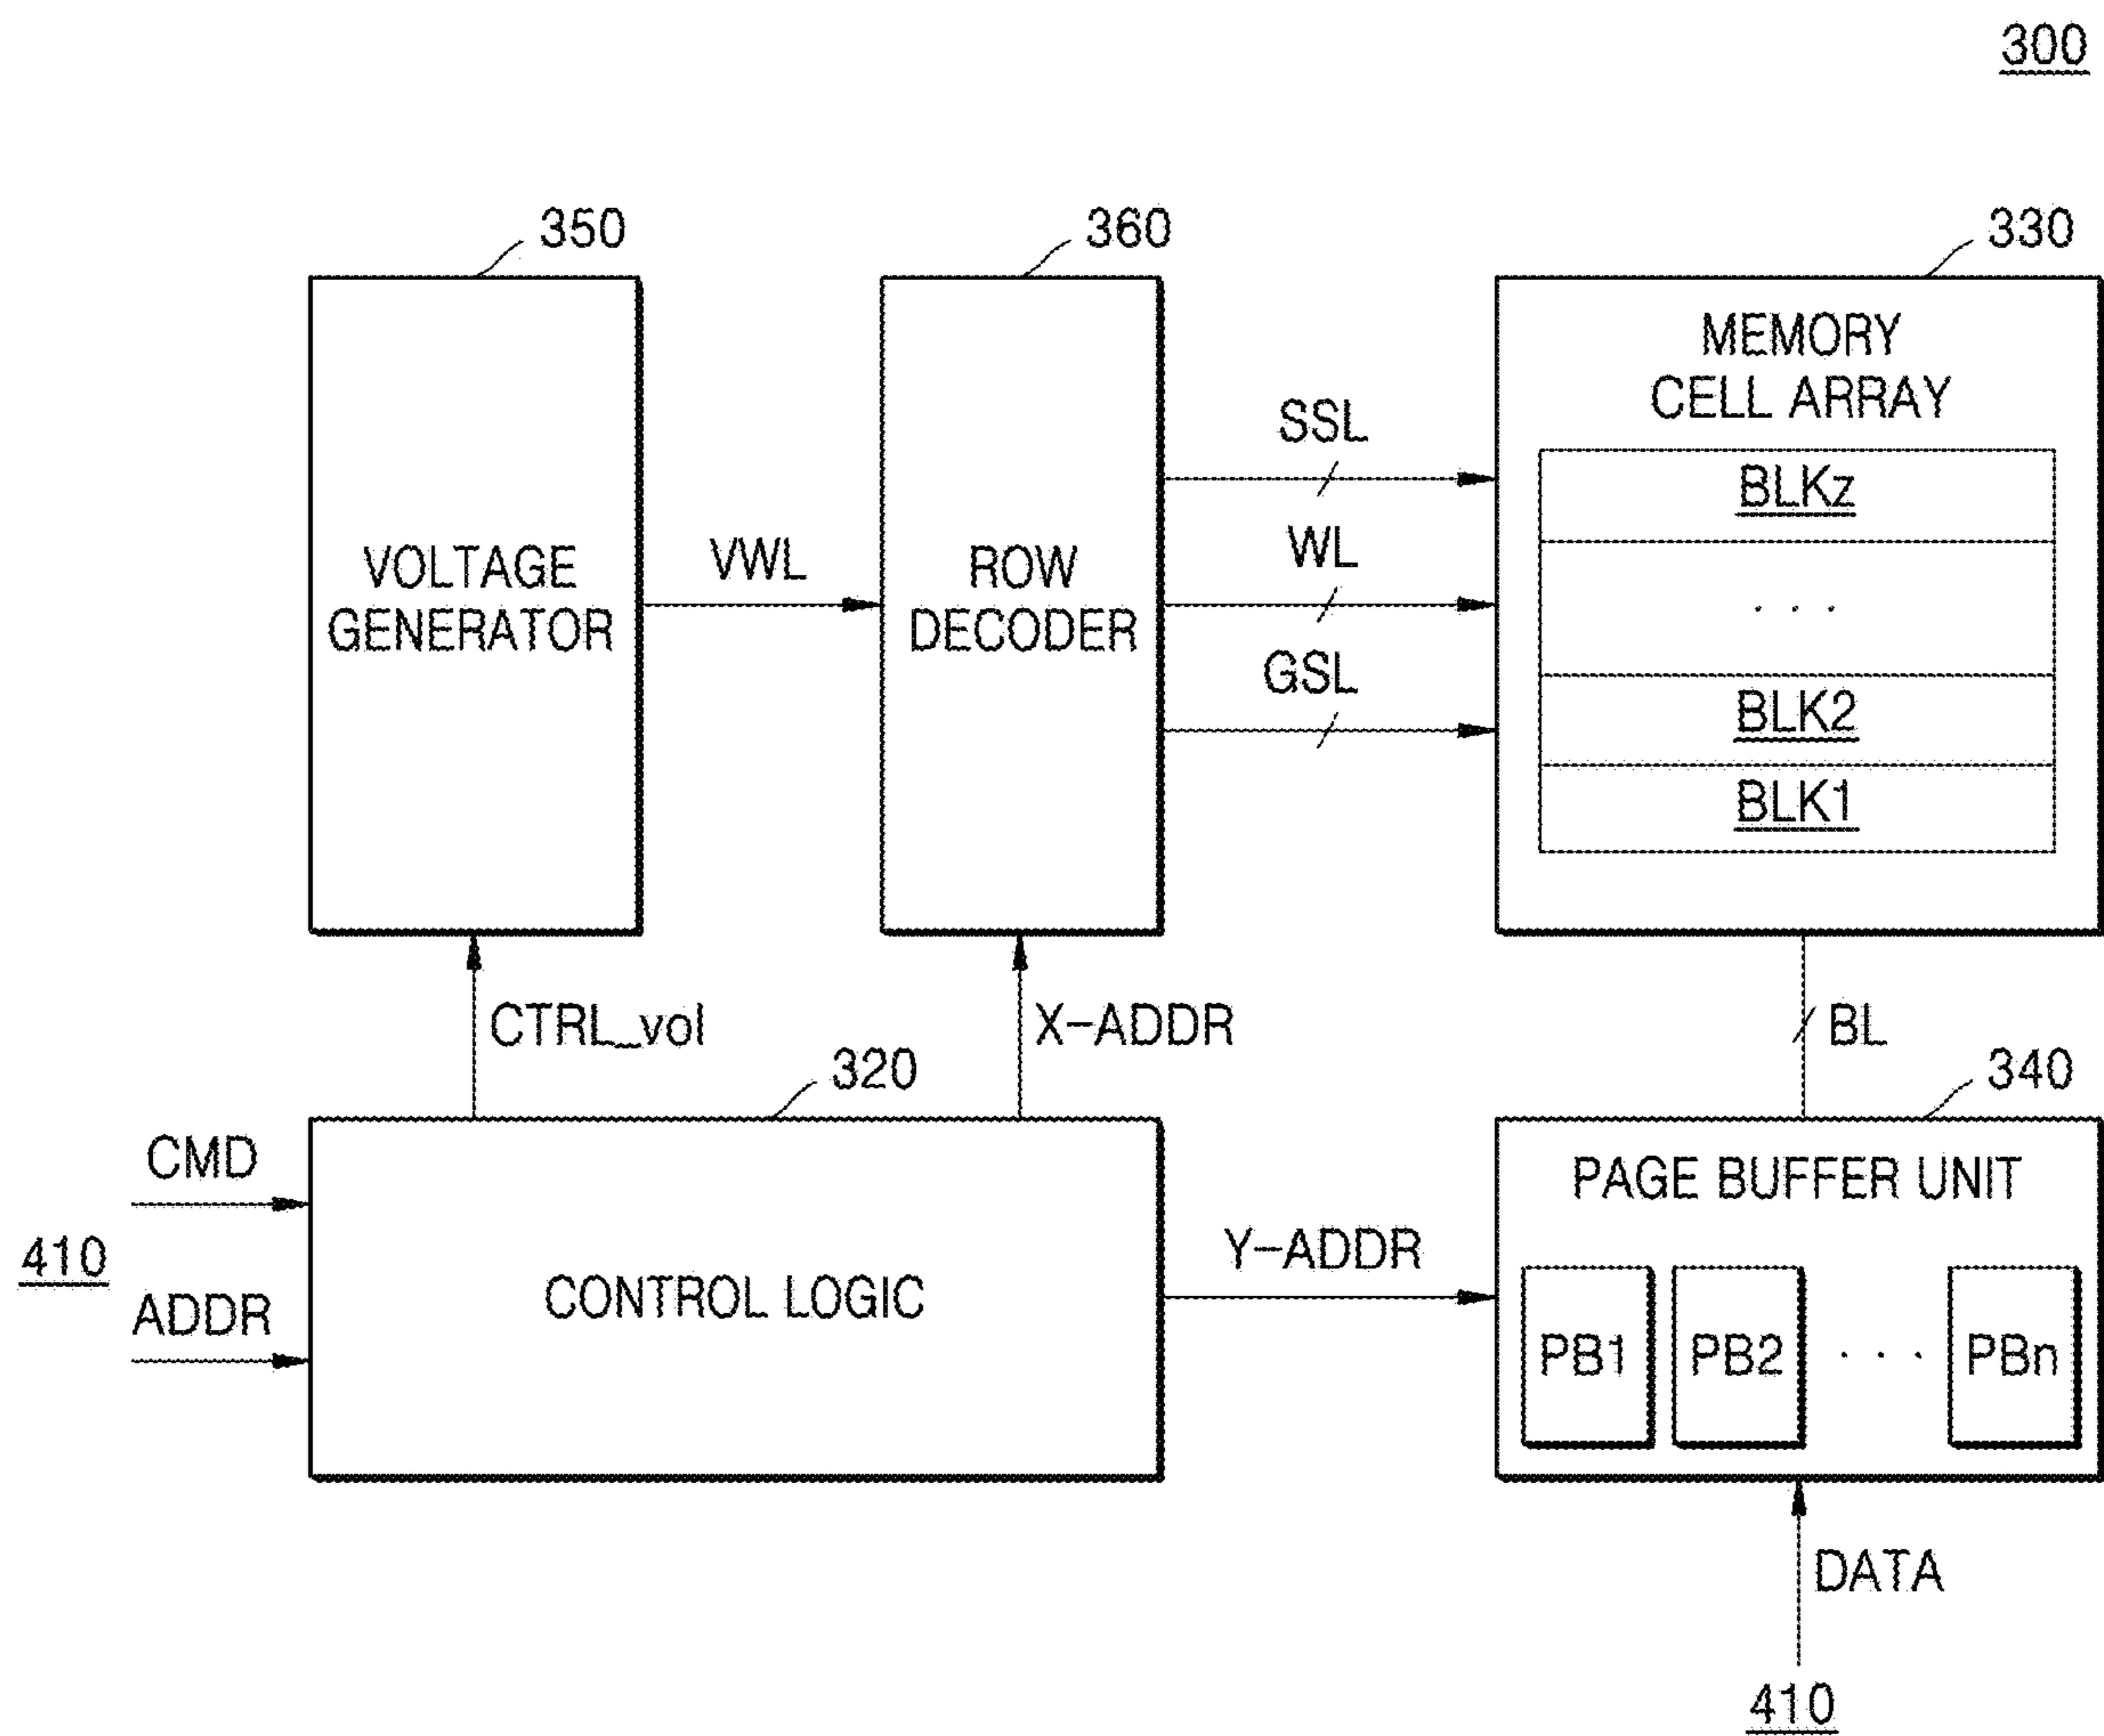 300
350
360
330
VOLTAGE
GENERATOR
VWL
ROW
DECODER
SSL
WL
GSL
MEMORY
CELL ARRAY
BLKz
. . .
BLK2
BLK1
CTRL_vol
X-ADDR
BL
320
340
CMD
410
ADDR
CONTROL LOGIC
Y-ADDR
PAGE BUFFER UNIT
PB1 PB2 . . . PBn
DATA
410